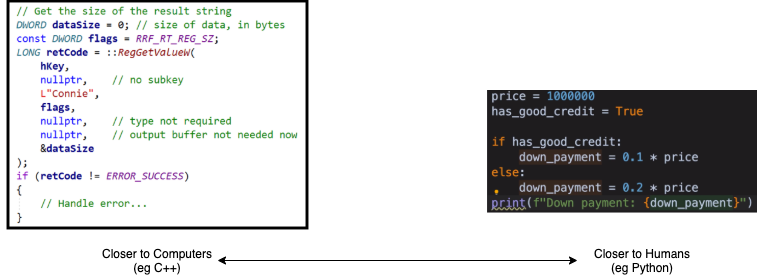 // Get the size of the result string
DWORD dataSize = 0; // size of data, in bytes
const DWORD flags = RRF_RT_REG_SZ;
LONG retCode = ::RegGetValueW(
    hKey,
    nullptr,    // no subkey
    L"Connie",
    flags,
    nullptr,    // type not required
    nullptr,    // output buffer not needed now
    &dataSize
);
if (retCode != ERROR_SUCCESS)
{
    // Handle error...
}
price = 1000000
has_good_credit = True

if has_good_credit:
    down_payment = 0.1 * price
else:
    down_payment = 0.2 * price
print(f"Down payment: {down_payment}")
Closer to Computers
(eg C++)
Closer to Humans
(eg Python)